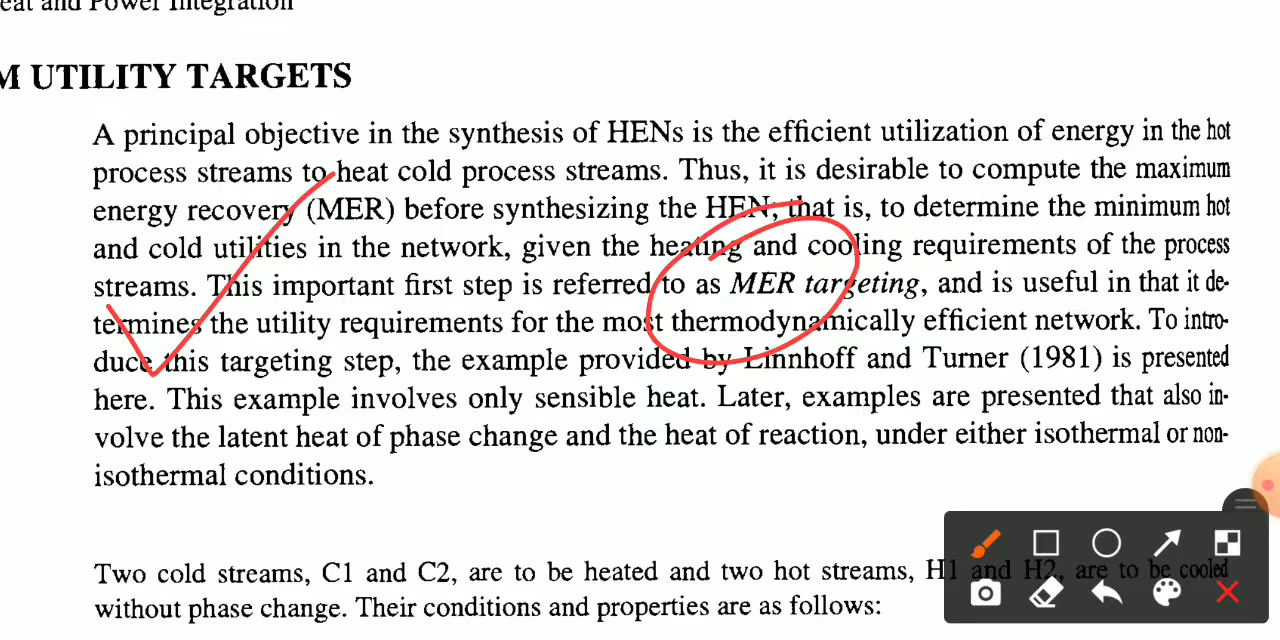 eat and Power Integration
M UTILITY TARGETS
A principal objective in the synthesis of HENs is the efficient utilization of energy in the hot
process streams to heat cold process streams. Thus, it is desirable to compute the maximum
energy recovery (MER) before synthesizing the HEN; that is, to determine the minimum hot
and cold utilities in the network, given the heating and cooling requirements of the process
streams. This important first step is referred to as MER targeting, and is useful in that it de-
termines the utility requirements for the most thermodynamically efficient network. To intro-
duce this targeting step, the example provided by Linnhoff and Turner (1981) is presented
here. This example involves only sensible heat. Later, examples are presented that also in-
volve the latent heat of phase change and the heat of reaction, under either isothermal or non-
isothermal conditions.
Two cold streams, C1 and C2, are to be heated and two hot streams, H1 and H2, are to be cooled
without phase change. Their conditions and properties are as follows: